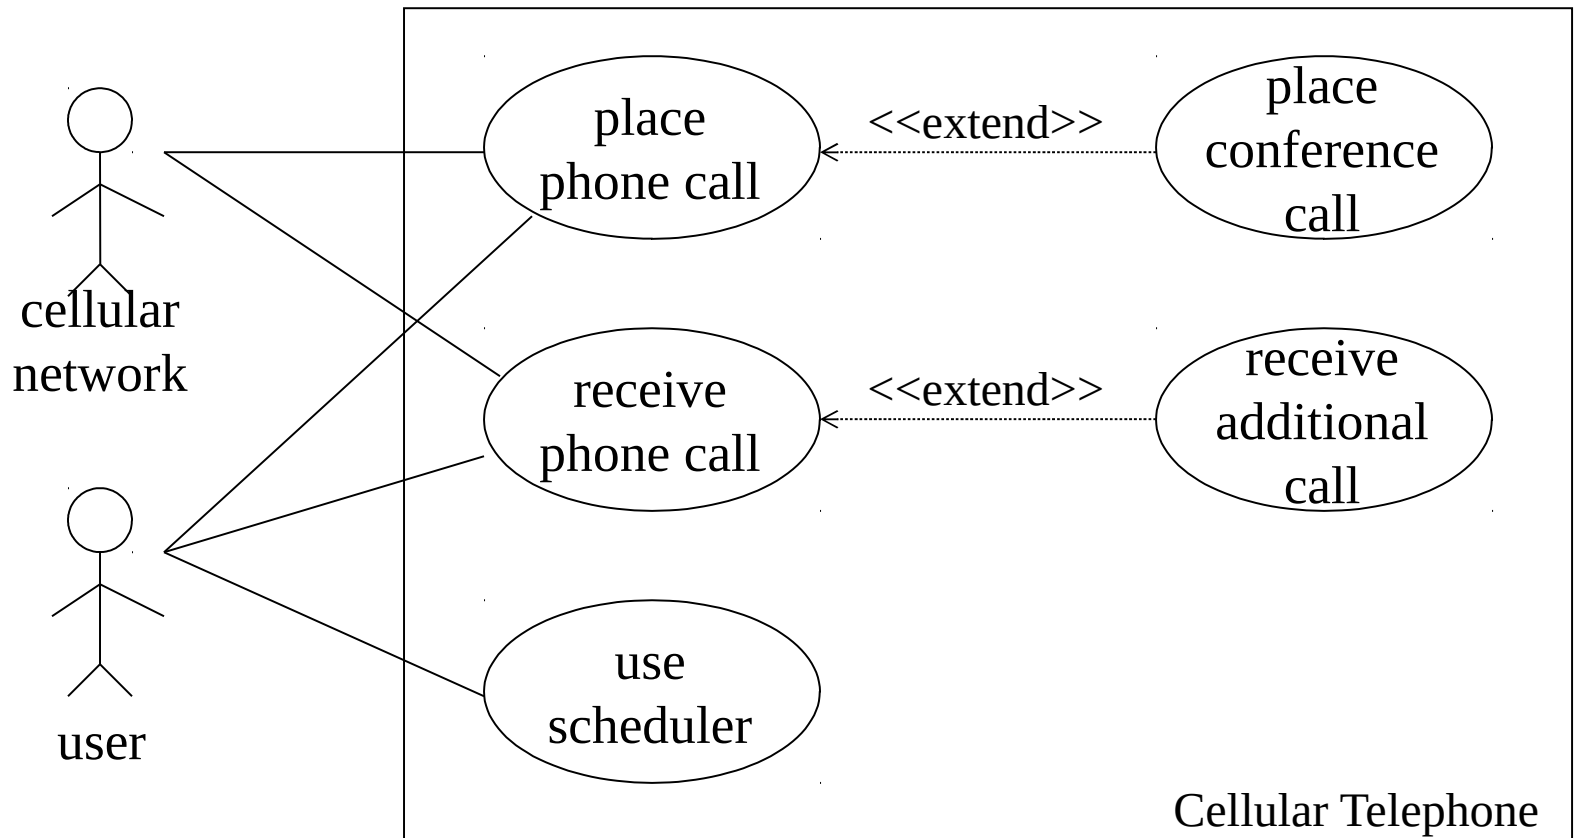 place
phone call
<<extend>>
place
conference
call
cellular
network
receive
phone call
<<extend>>
receive
additional
call
user
use
scheduler
Cellular Telephone